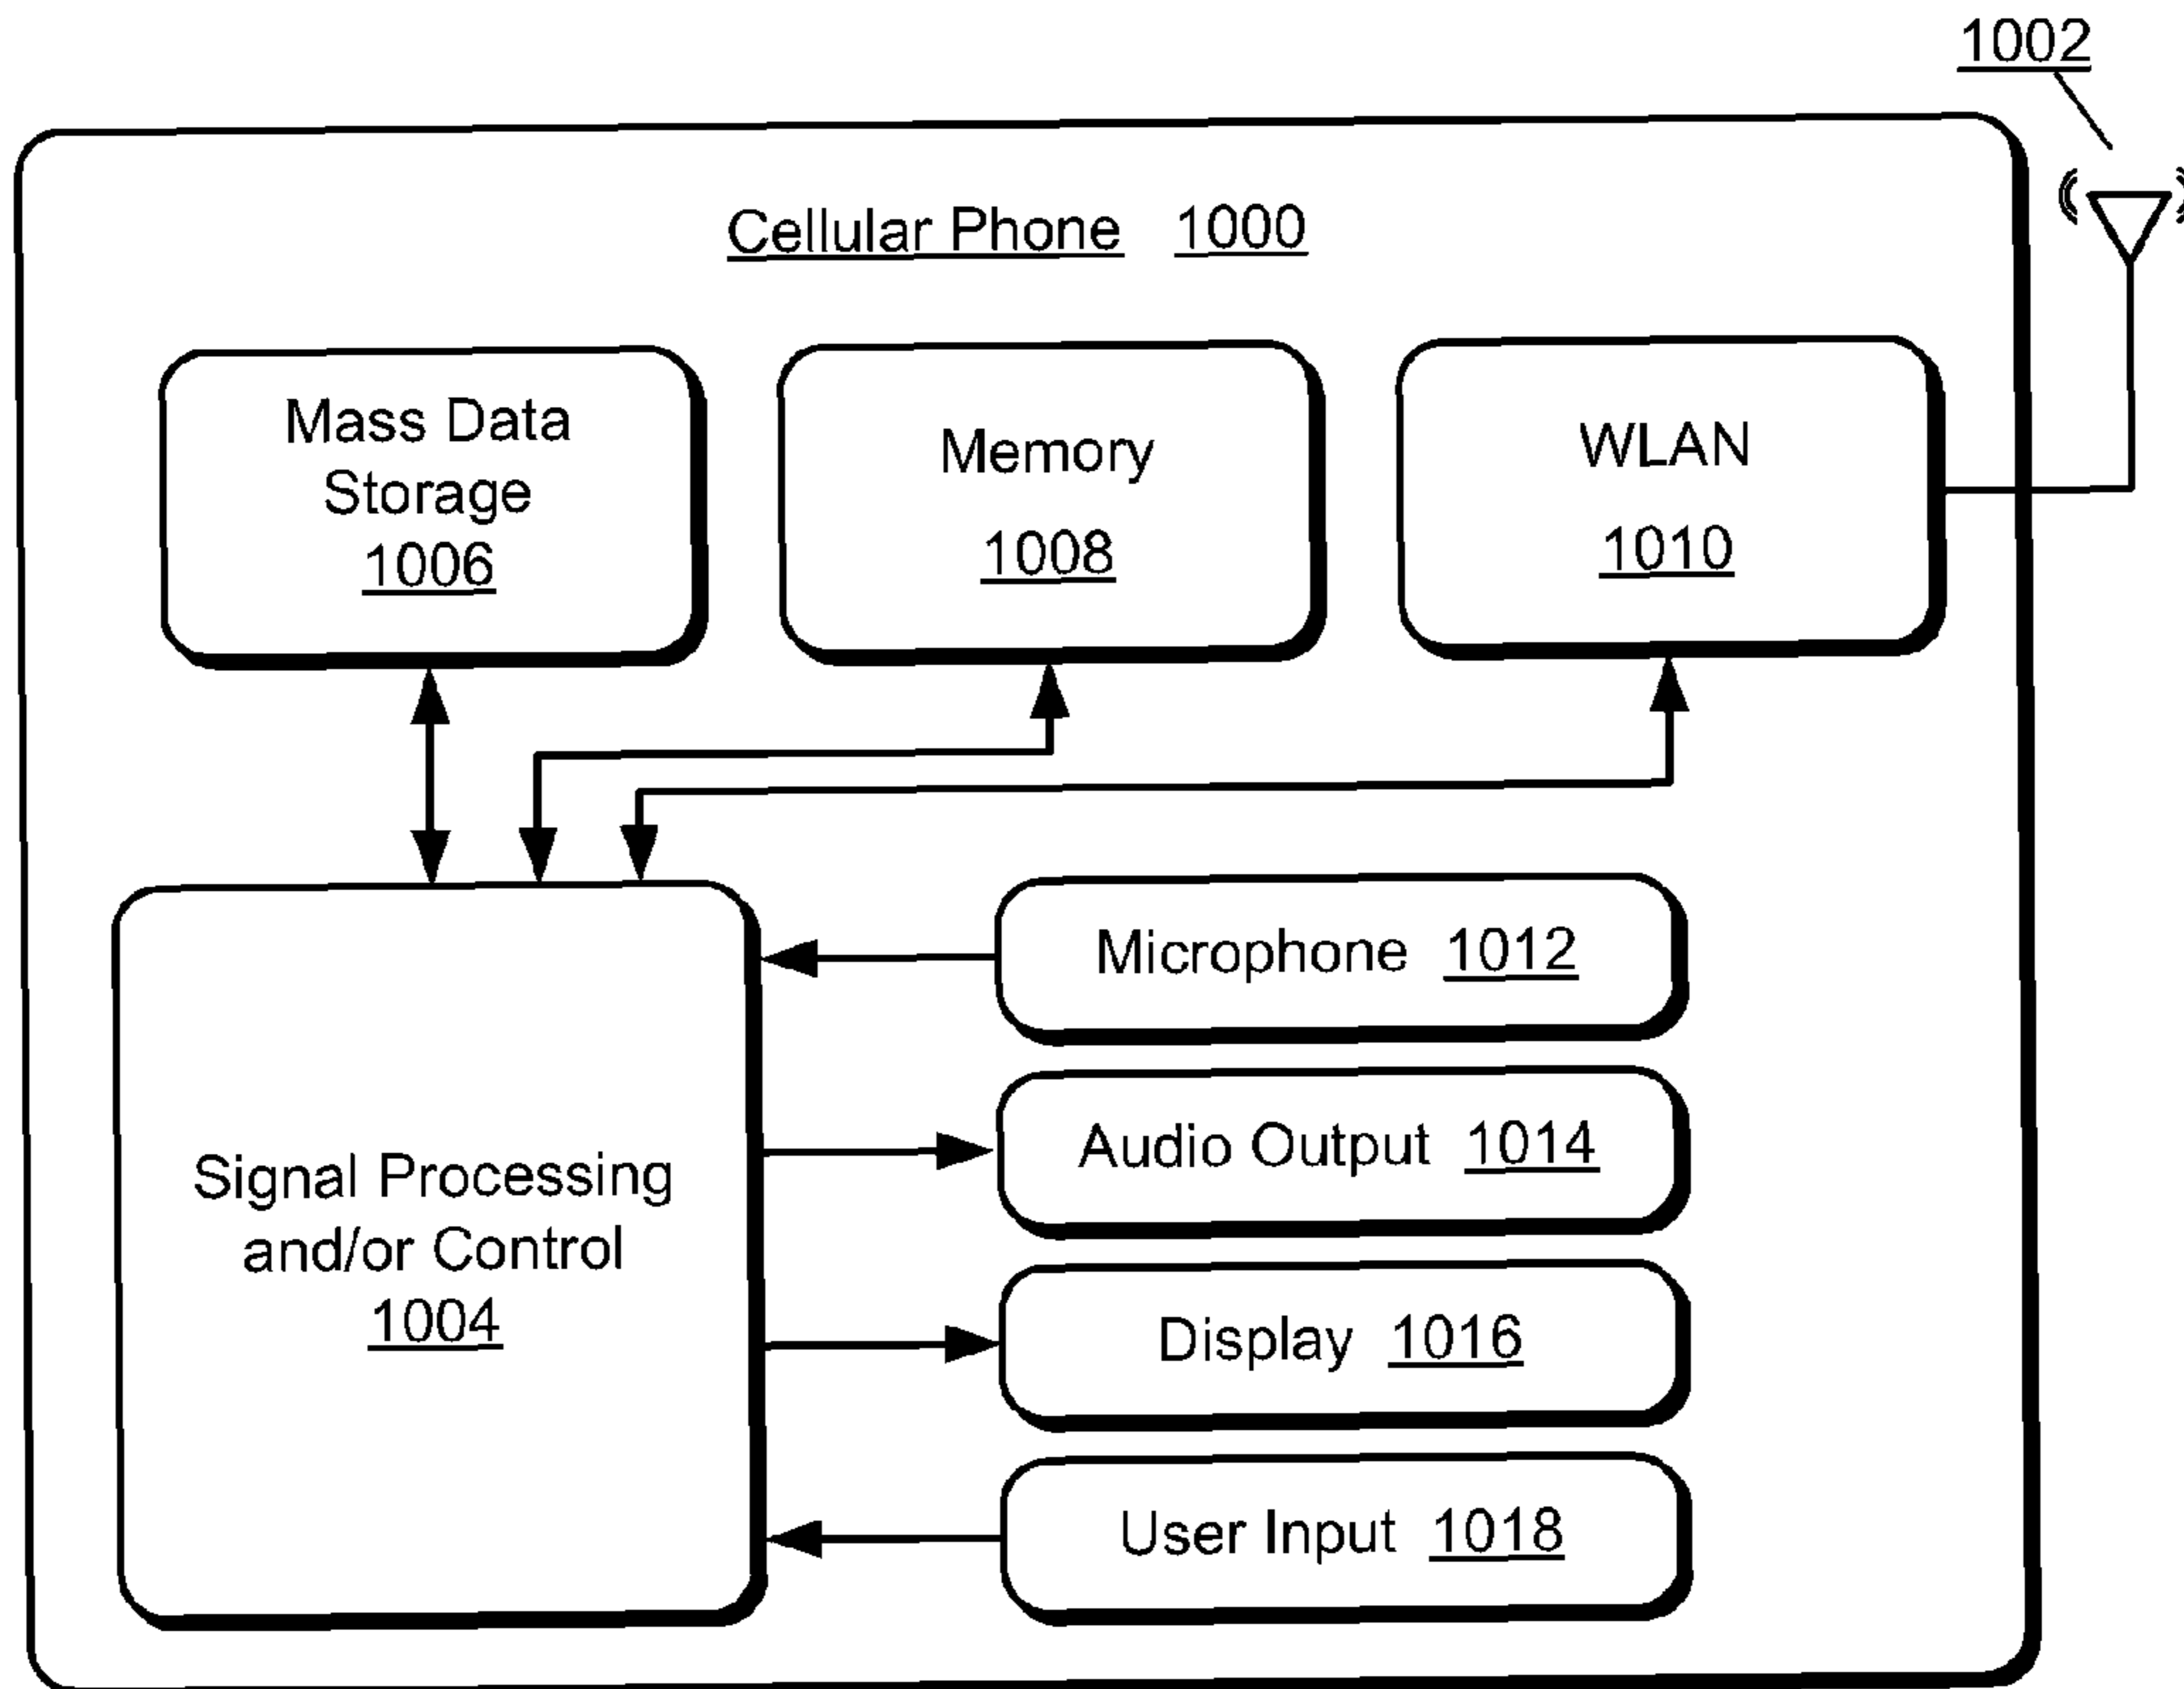 1002
Cellular Phone 1000
Mass Data
Storage
1006
Memory
1008
WLAN
1010
Signal Processing
and/or Control
1004
Microphone 1012
Audio Output 1014
Display 1016
User Input 1018